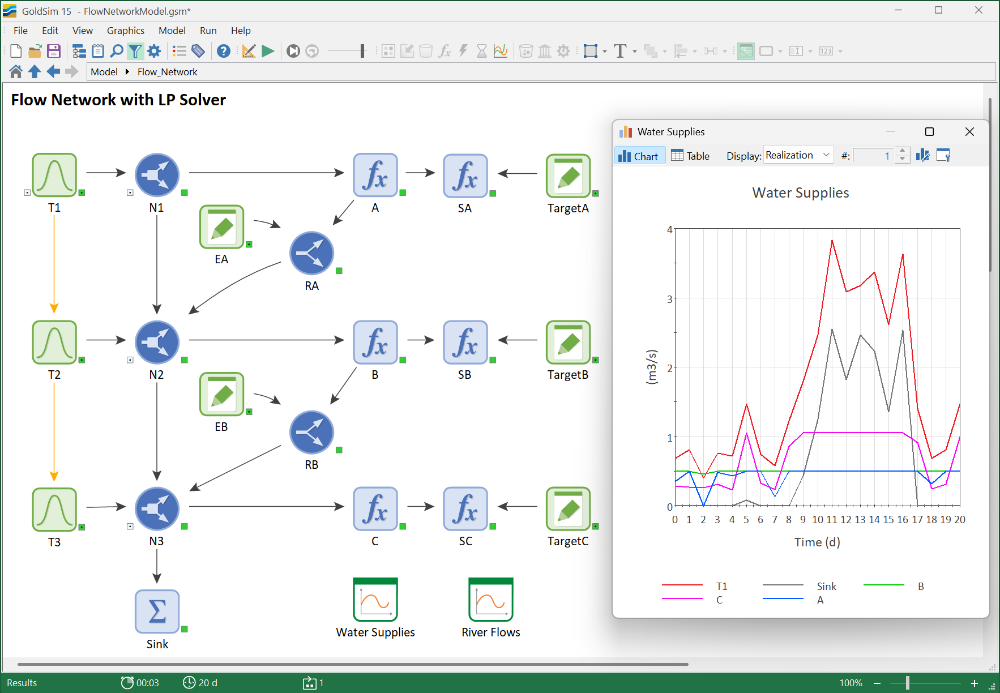 GoldSim 15 - FlowNetworkModel.gsm*
File Edit View Graphics Model Run Help
Model Flow_Network
Flow Network with LP Solver
T1 N1 A SA TargetA
EA
RA
T2 N2 B SB TargetB
EB
RB
T3 N3 C SC TargetC
Sink
Water Supplies River Flows
Water Supplies
Chart Table Display: Realization #: 1
Water Supplies
4
3
2
1
0
(m3/s)
0 1 2 3 4 5 6 7 8 9 10 11 12 13 14 15 16 17 18 19 20
Time (d)
T1 Sink B
C A
Results 00:03 20 d 1 100%